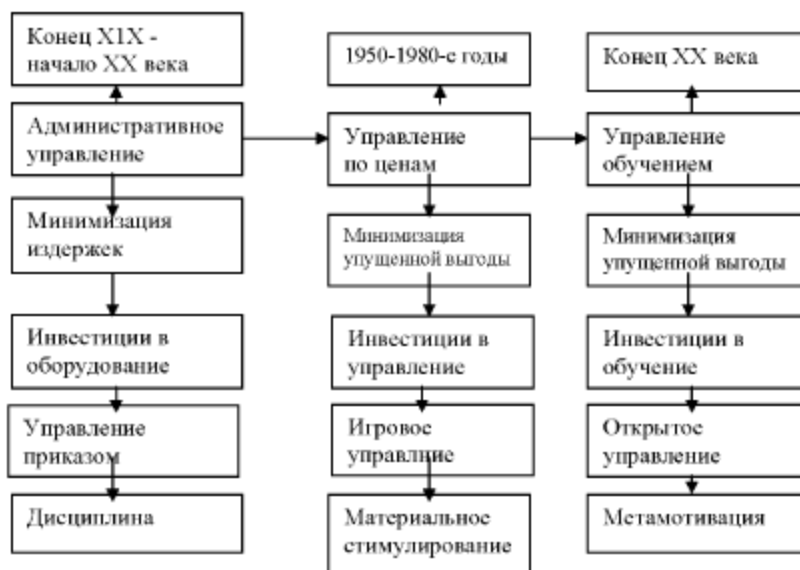 Конец X1X -
начало XX века
Административное
управление
Минимизация
издержек
Инвестиции в
оборудование
Управление
приказом
Дисциплина
1950-1980-е годы
Управление
по ценам
Минимизация
упущенной выгоды
Инвестиции в
управление
Игровое
управлние
Материальное
стимулирование
Конец XX века
Управление
обучением
Минимизация
упущенной выгоды
Инвестиции в
обучение
Открытое
управление
Метамотивация